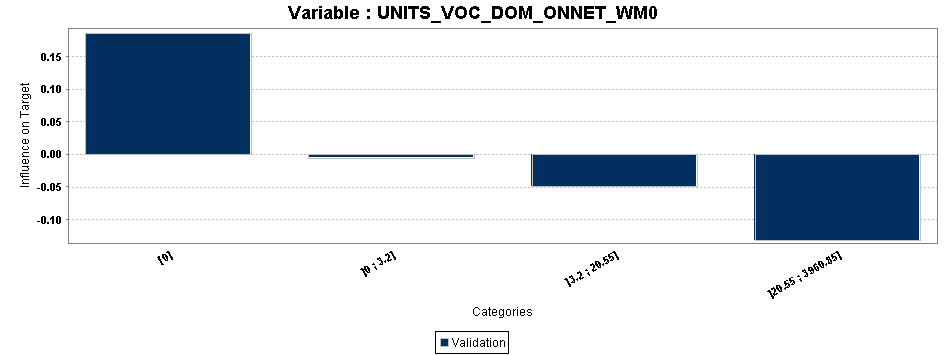 Variable : UNITS_VOC_DOM_ONNET_WM0
0.15
0.10
0.05
0.00
-0.05
-0.10
Influence on Target
[0]
]0 ; 3.2]
]3.2 ; 20.55]
]20.55 ; 3960.85]
Categories
Validation